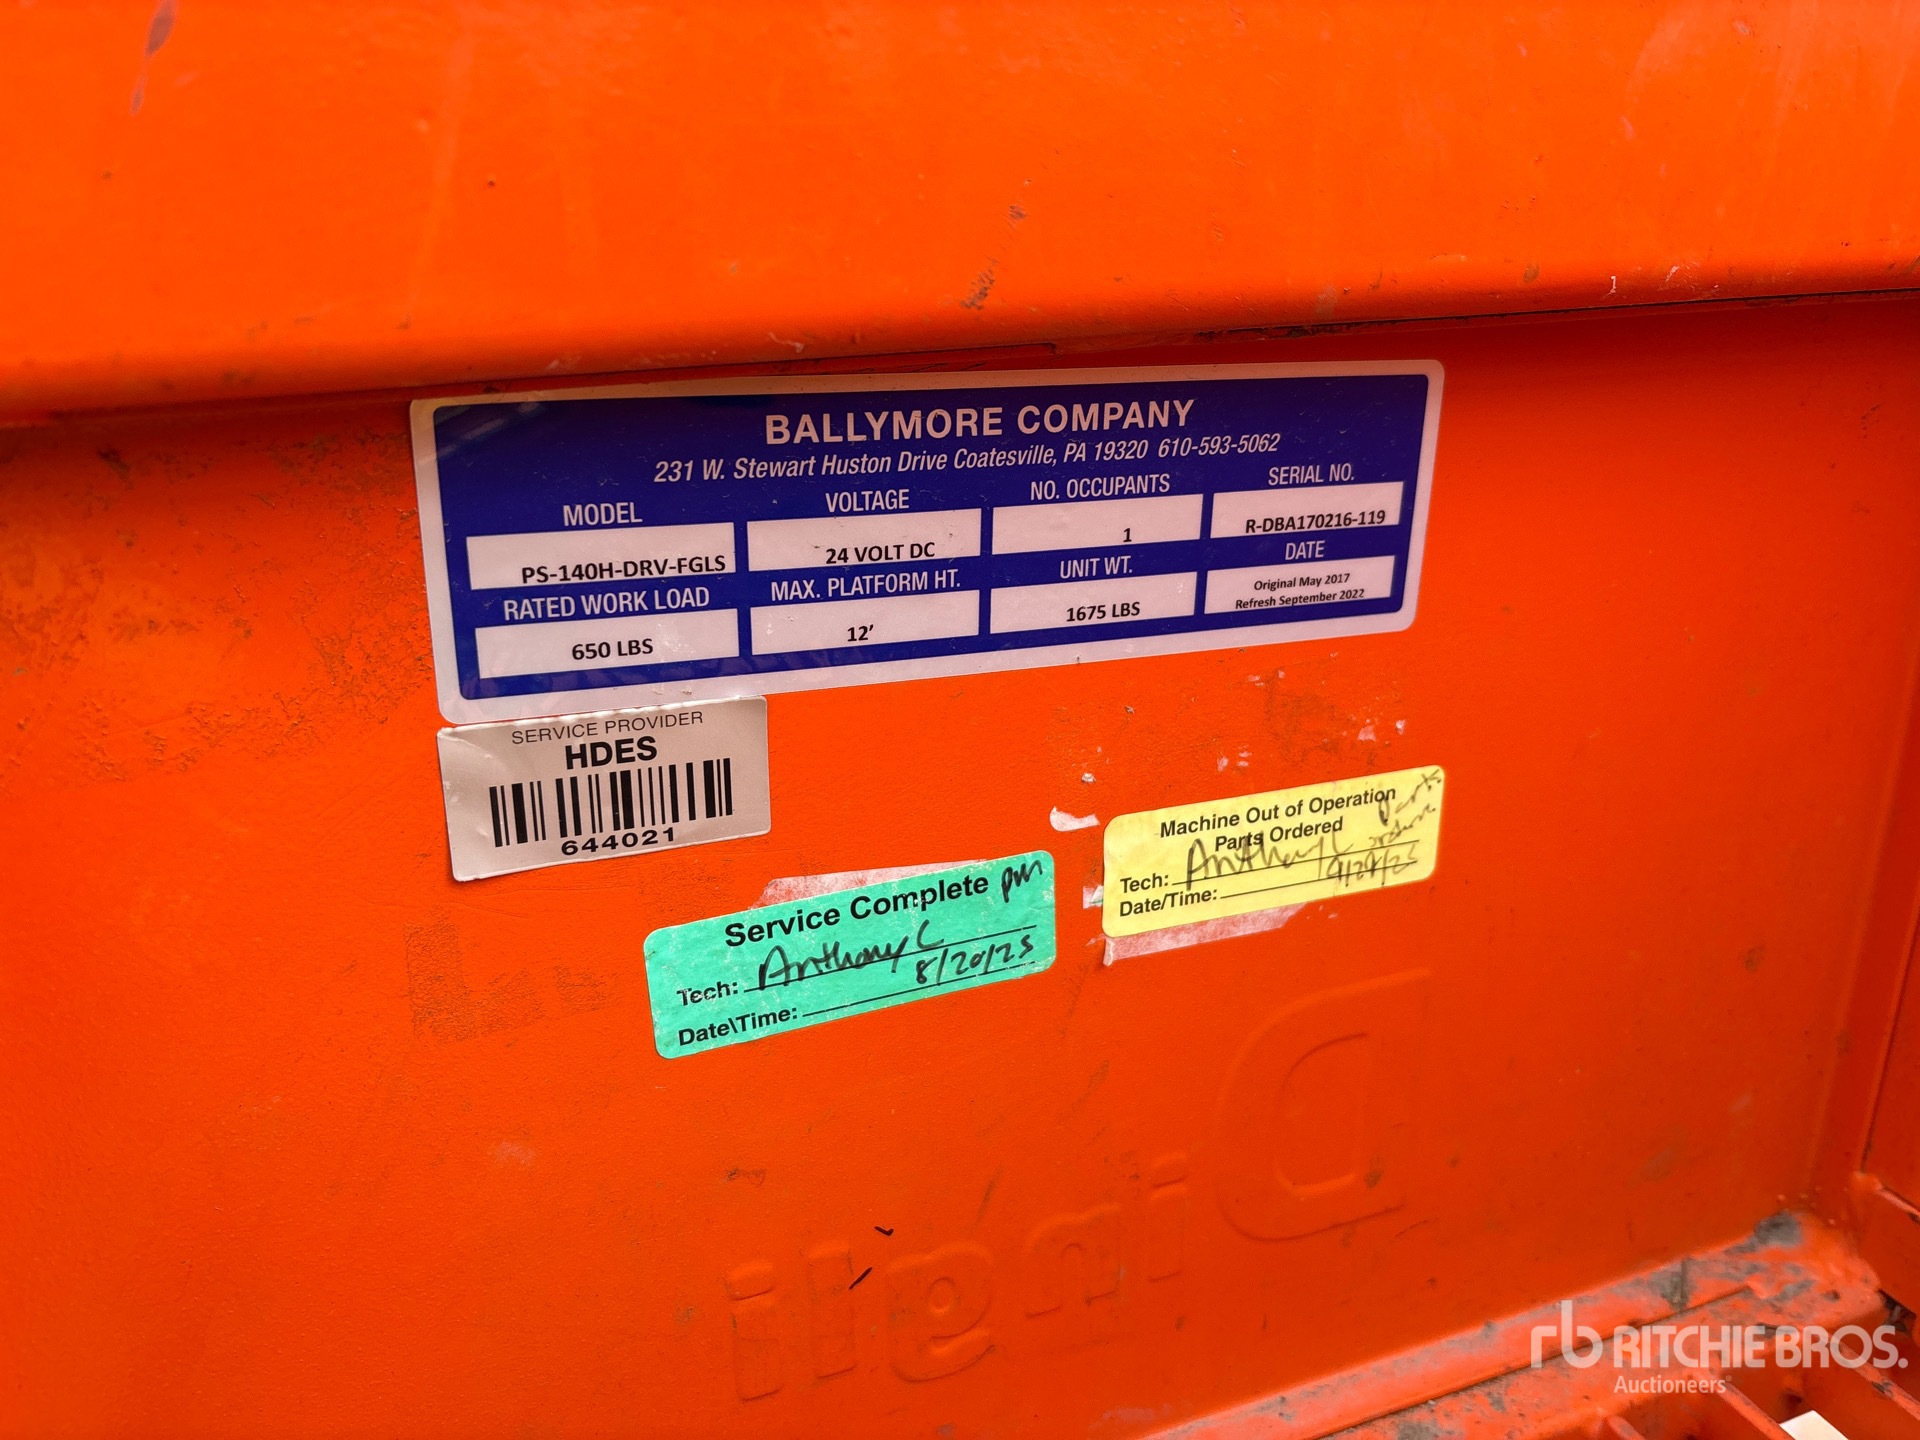 BALLYMORE COMPANY
231 W. Stewart Huston Drive Coatesville, PA 19320 610-593-5062
MODEL VOLTAGE NO. OCCUPANTS SERIAL NO.
PS-140H-DRV-FGLS 24 VOLT DC 1 R-DBA170216-119
RATED WORK LOAD MAX. PLATFORM HT. UNIT WT. DATE
650 LBS 12' 1675 LBS Original May 2017
Refresh September 2022
SERVICE PROVIDER
HDES
644021
Service Complete pm
Tech: Anthony C
Date\Time: 8/20/25
Machine Out of Operation
Parts Ordered
Tech: Anthony C
Date/Time:
rb RITCHIE BROS.
Auctioneers